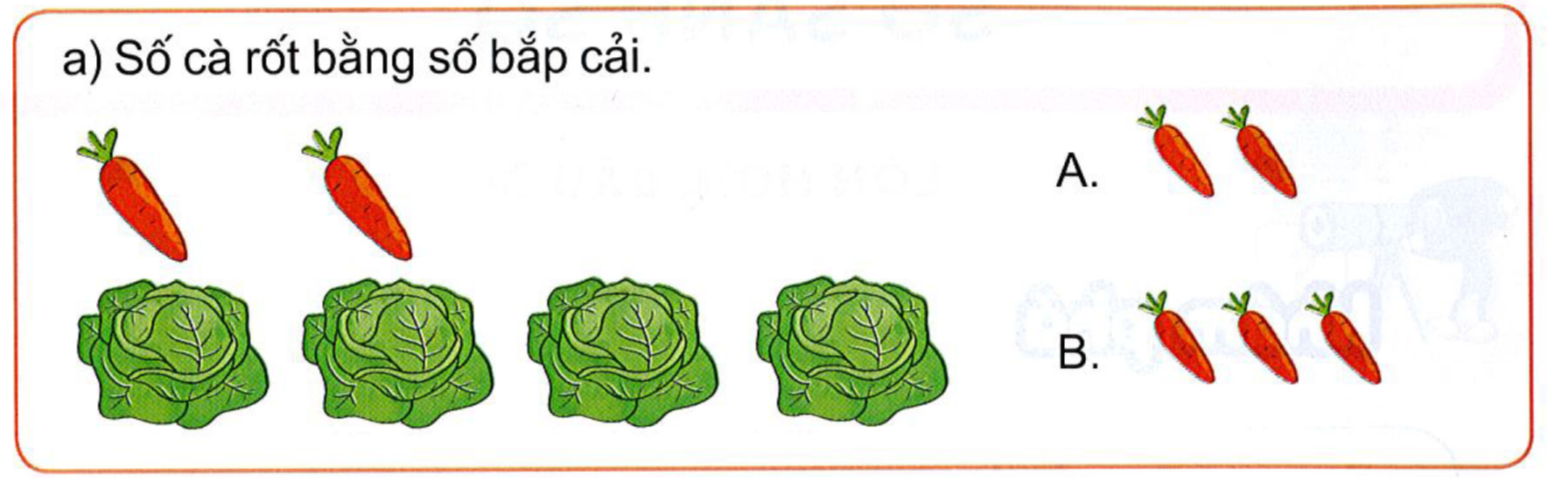 a) Số cà rốt bằng số bắp cải.
A.
B.